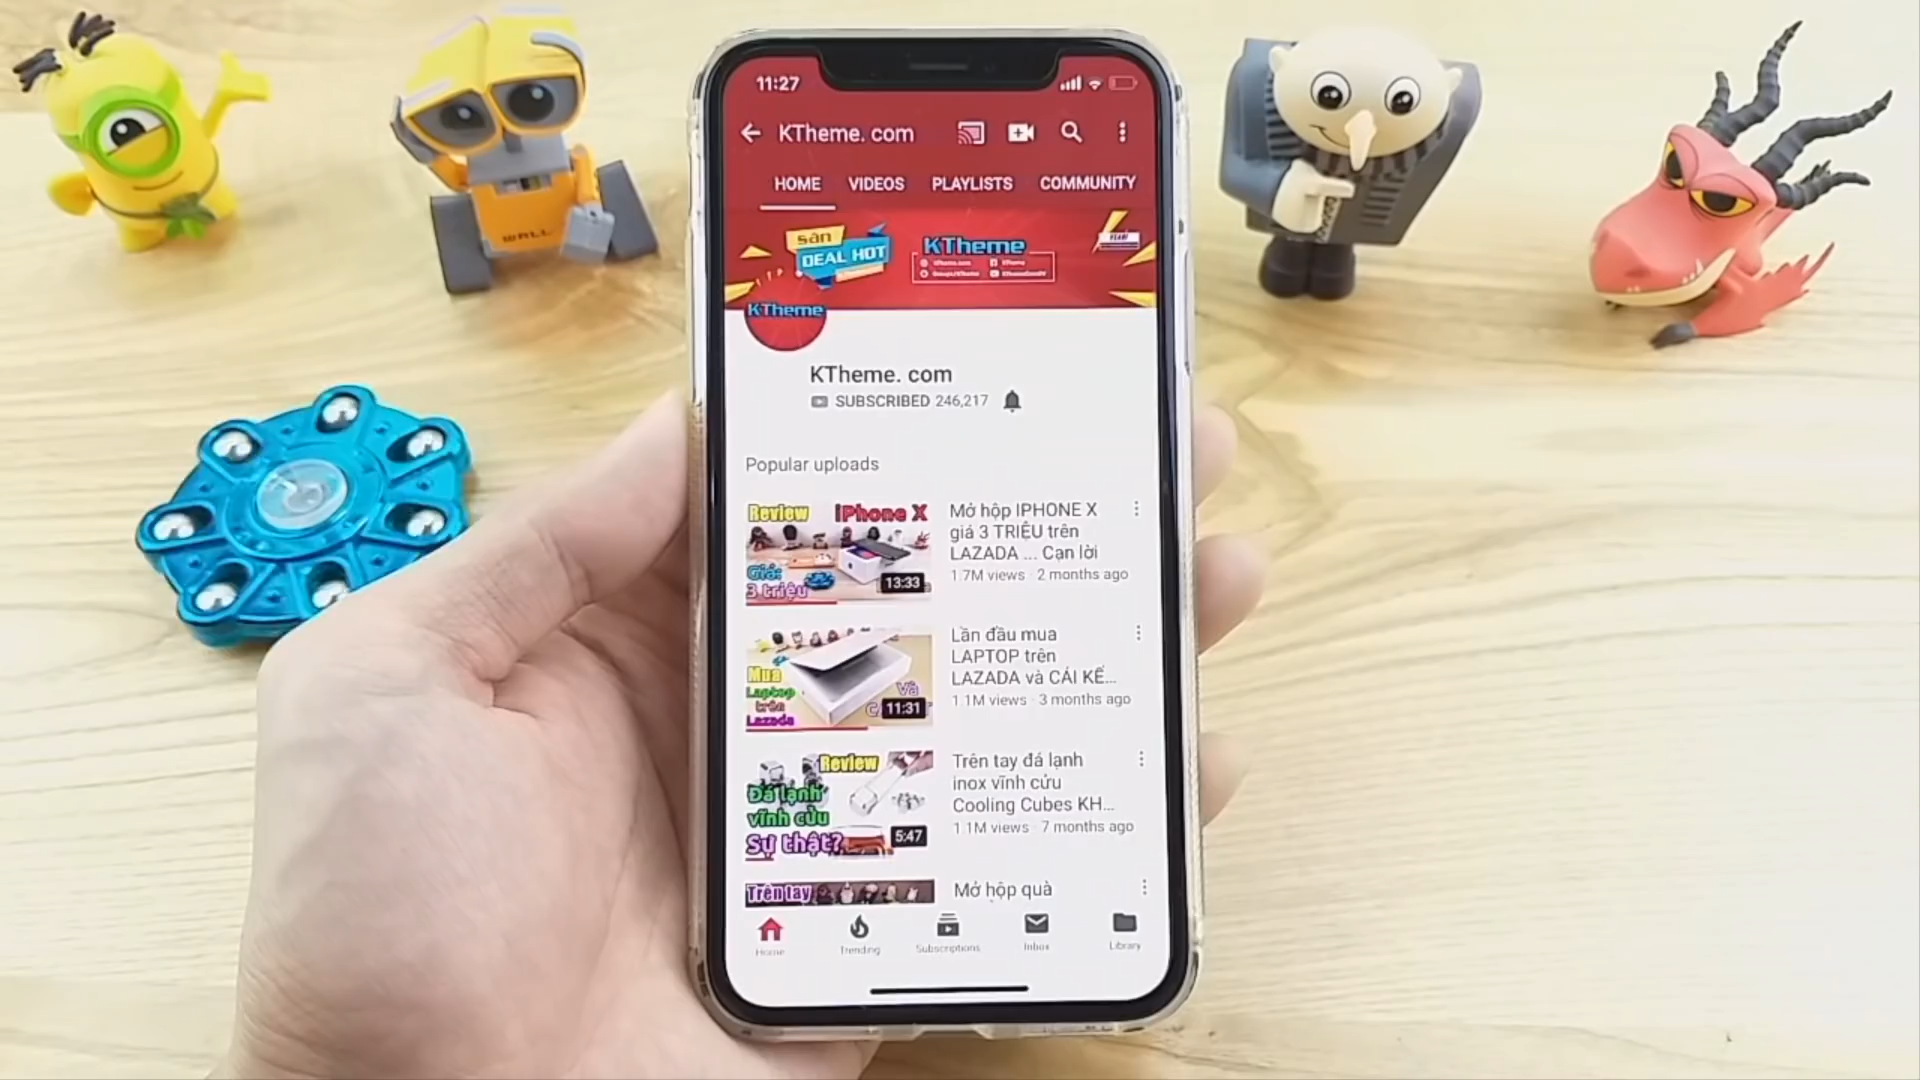 11:27
KTheme. com
HOME VIDEOS PLAYLISTS COMMUNITY
săn
DEAL HOT
KTheme
YEAH!
KTheme
KTheme. com
SUBSCRIBED 246,217
Popular uploads
Review iPhone X
Giá:
3 triệu
13:33
Mở hộp IPHONE X
giá 3 TRIỆU trên
LAZADA ... Cạn lời
1.7M views · 2 months ago
Mua
Laptop
trên
Lazada
Và
11:31
Lần đầu mua
LAPTOP trên
LAZADA và CÁI KẾ...
1.1M views · 3 months ago
Review
Đá lạnh
vĩnh cửu
Sự thật?
5:47
Trên tay đá lạnh
inox vĩnh cửu
Cooling Cubes KH...
1.1M views · 7 months ago
Trên tay
Mở hộp quà
Home Trending Subscriptions Inbox Library
WALL